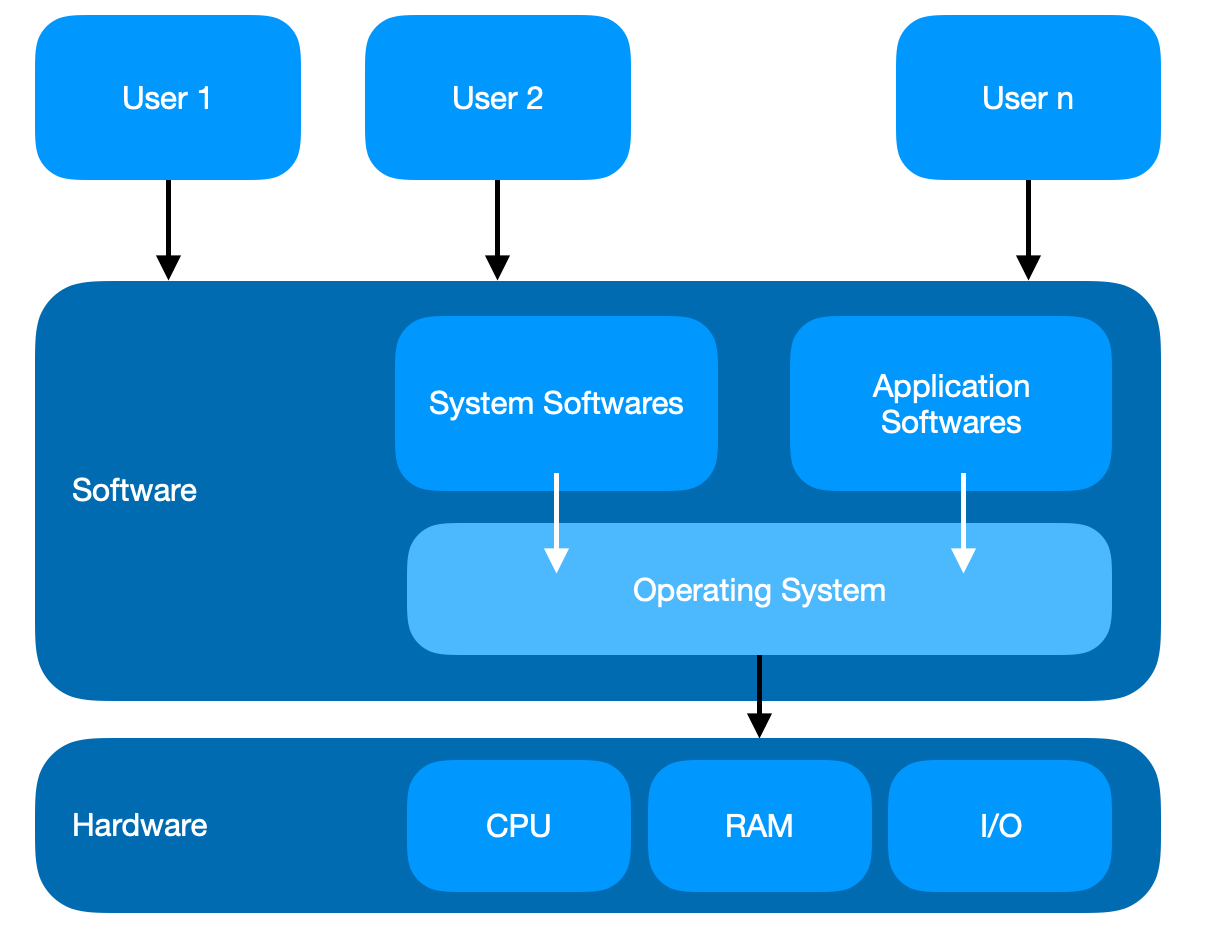 User 1
User 2
User n
System Softwares
Application
Softwares
Software
Operating System
Hardware
CPU
RAM
I/O